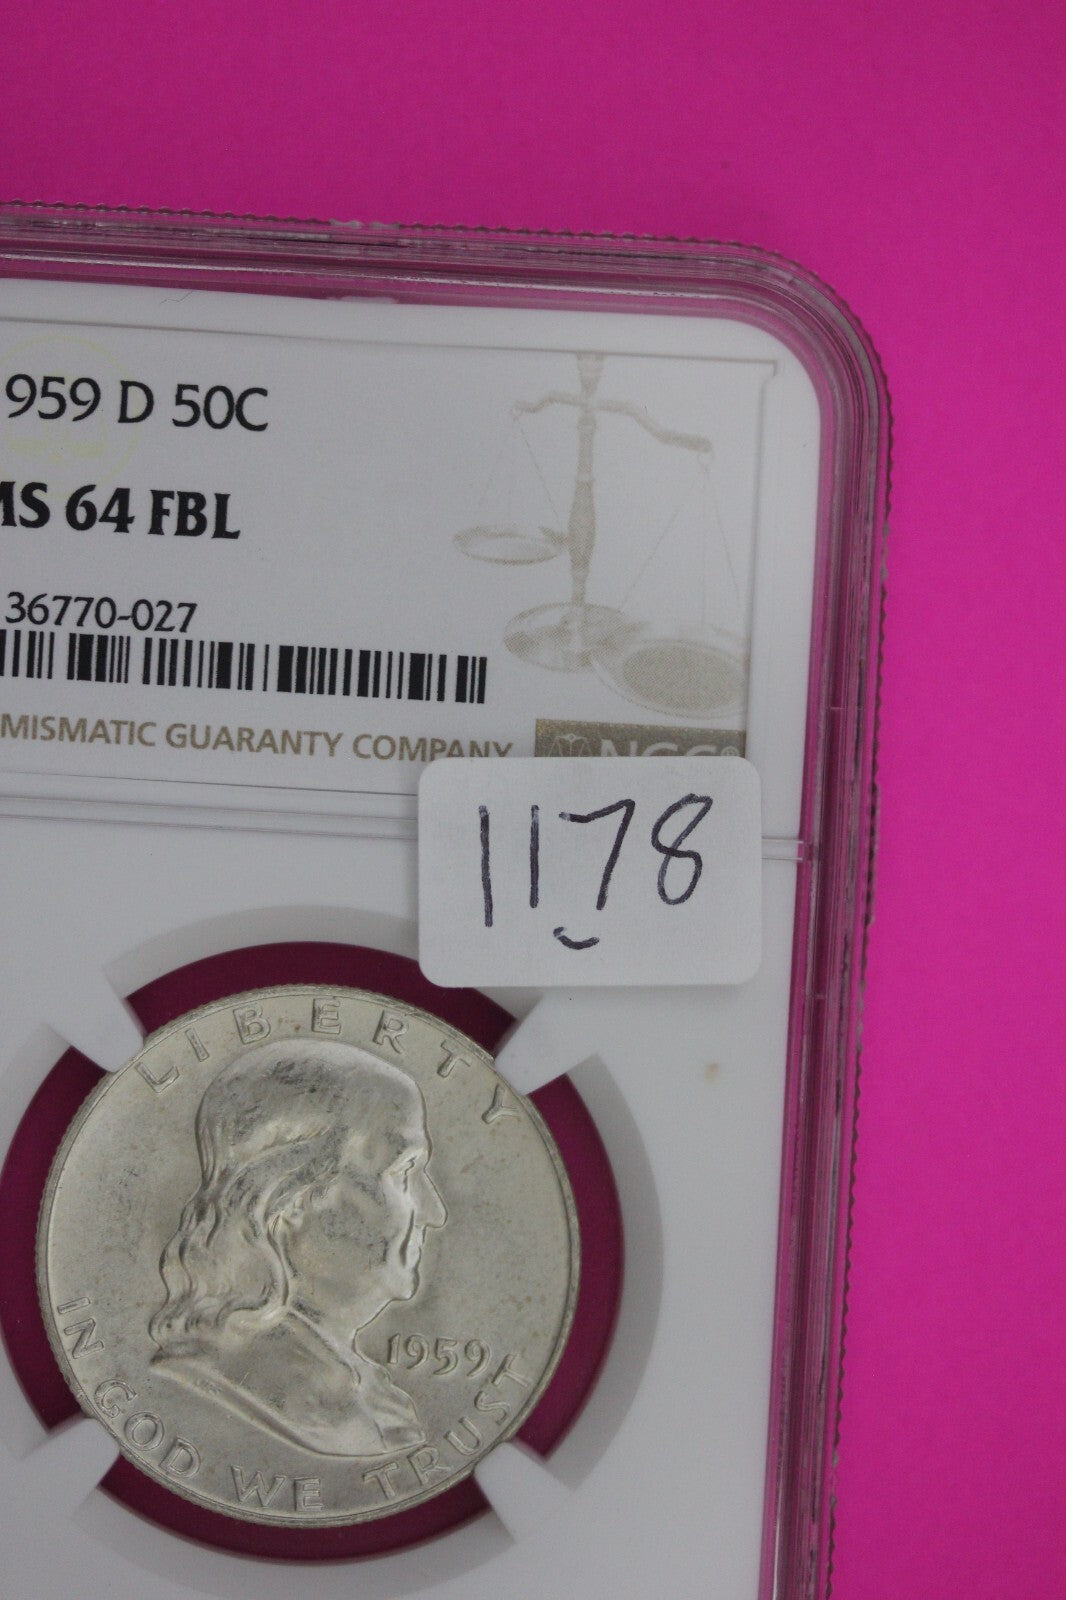 959 D 50C
MS 64 FBL
36770-027
MISMATIC GUARANTY COMPANY
NGC®
1178
LIBERTY
1959
IN GOD WE TRUST